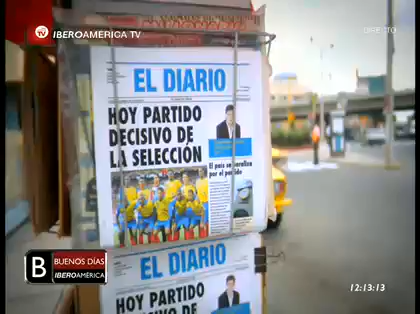 IBEROAMÉRICA TV
DIRECTO
EL DIARIO
HOY PARTIDO
DECISIVO DE
LA SELECCIÓN
El país se paraliza
por el partido
EL DIARIO
HOY PARTIDO
B
BUENOS DÍAS
IBEROAMÉRICA
12:13:13